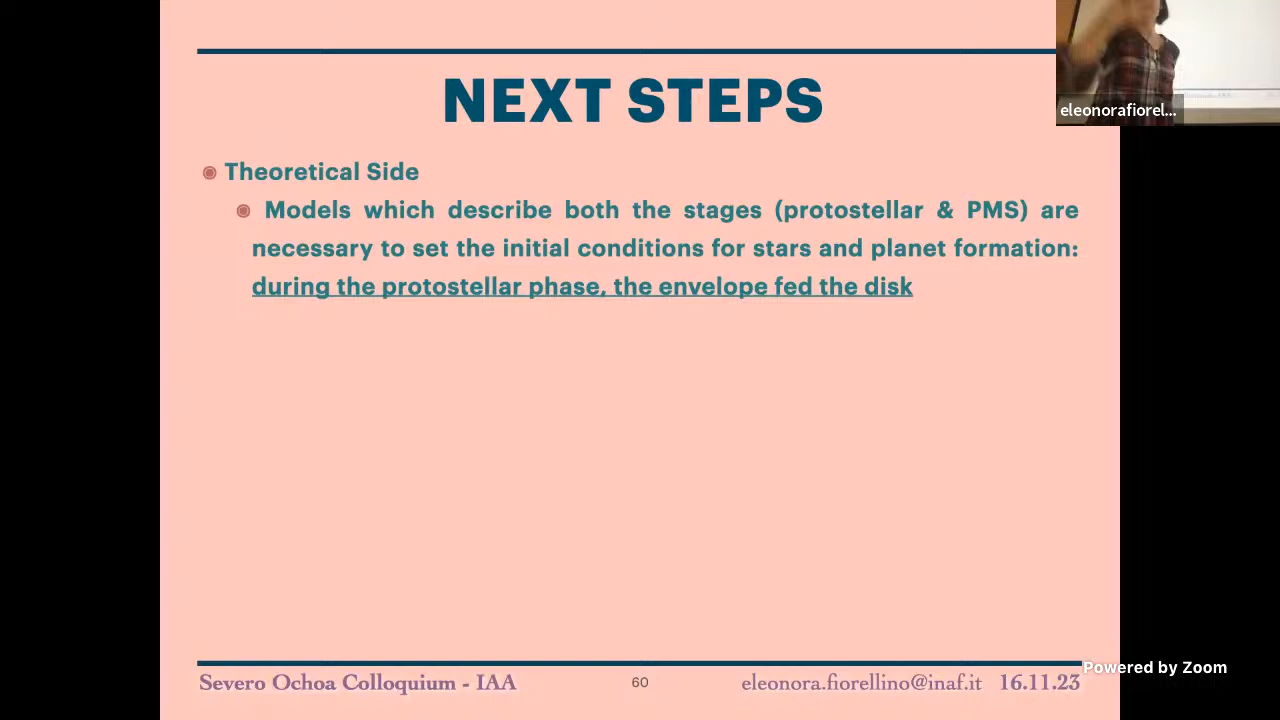 NEXT STEPS
eleonorafiorel...
Theoretical Side
Models which describe both the stages (protostellar & PMS) are
necessary to set the initial conditions for stars and planet formation:
during the protostellar phase, the envelope fed the disk
Powered by Zoom
Severo Ochoa Colloquium - IAA
60
eleonora.fiorellino@inaf.it 16.11.23